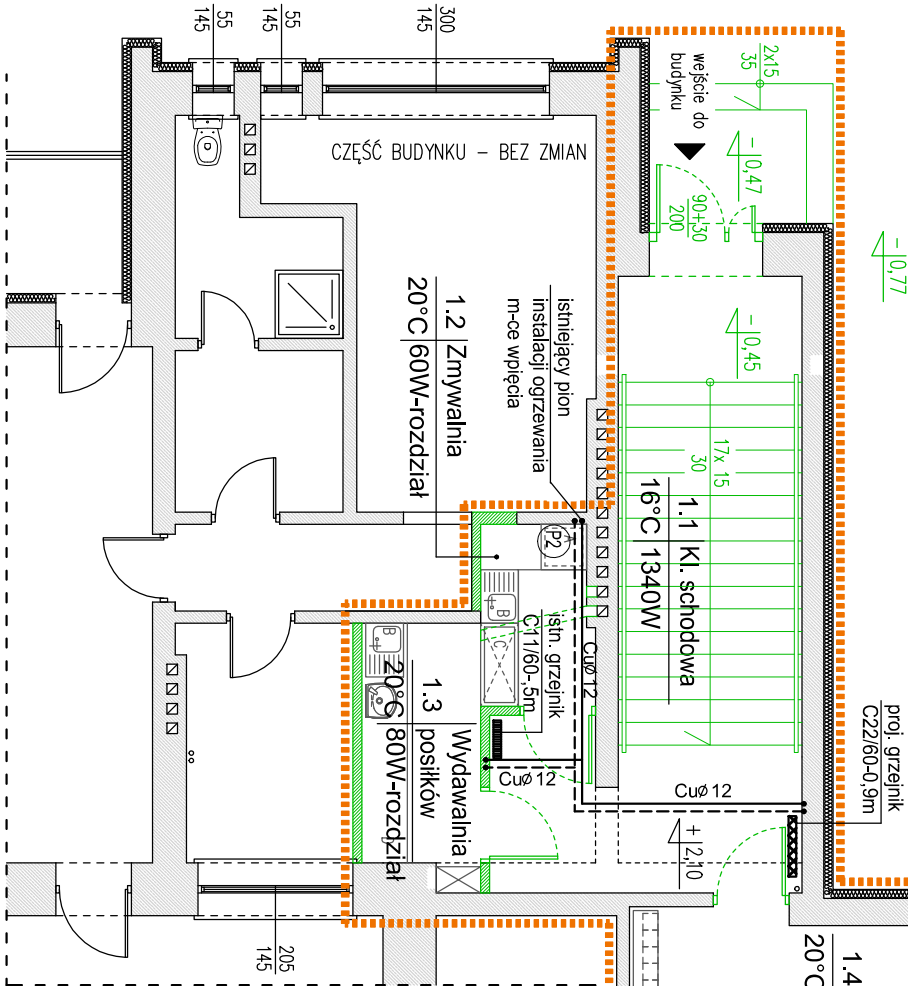 55
145
55
145
300
145
2x15
35
wejście do
budynku
- 0,47
90+30
200
- 0,77
CZĘŚĆ BUDYNKU – BEZ ZMIAN
- 0,45
istniejący pion
instalacji ogrzewania
m-ce wpięcia
1.2 Zmywalnia
20°C 60W-rozdział
17x 15
30
1.1 Kl. schodowa
16°C 1340W
P2
B
C
istn. grzejnik
C11/60-,5m
Cuø 12
B
1.3 Wydawalnia
posiłków
20°C 80W-rozdział
Cuø 12
Cuø 12
proj. grzejnik
C22/60-0,9m
+ 2,10
205
145
1.4
20°C